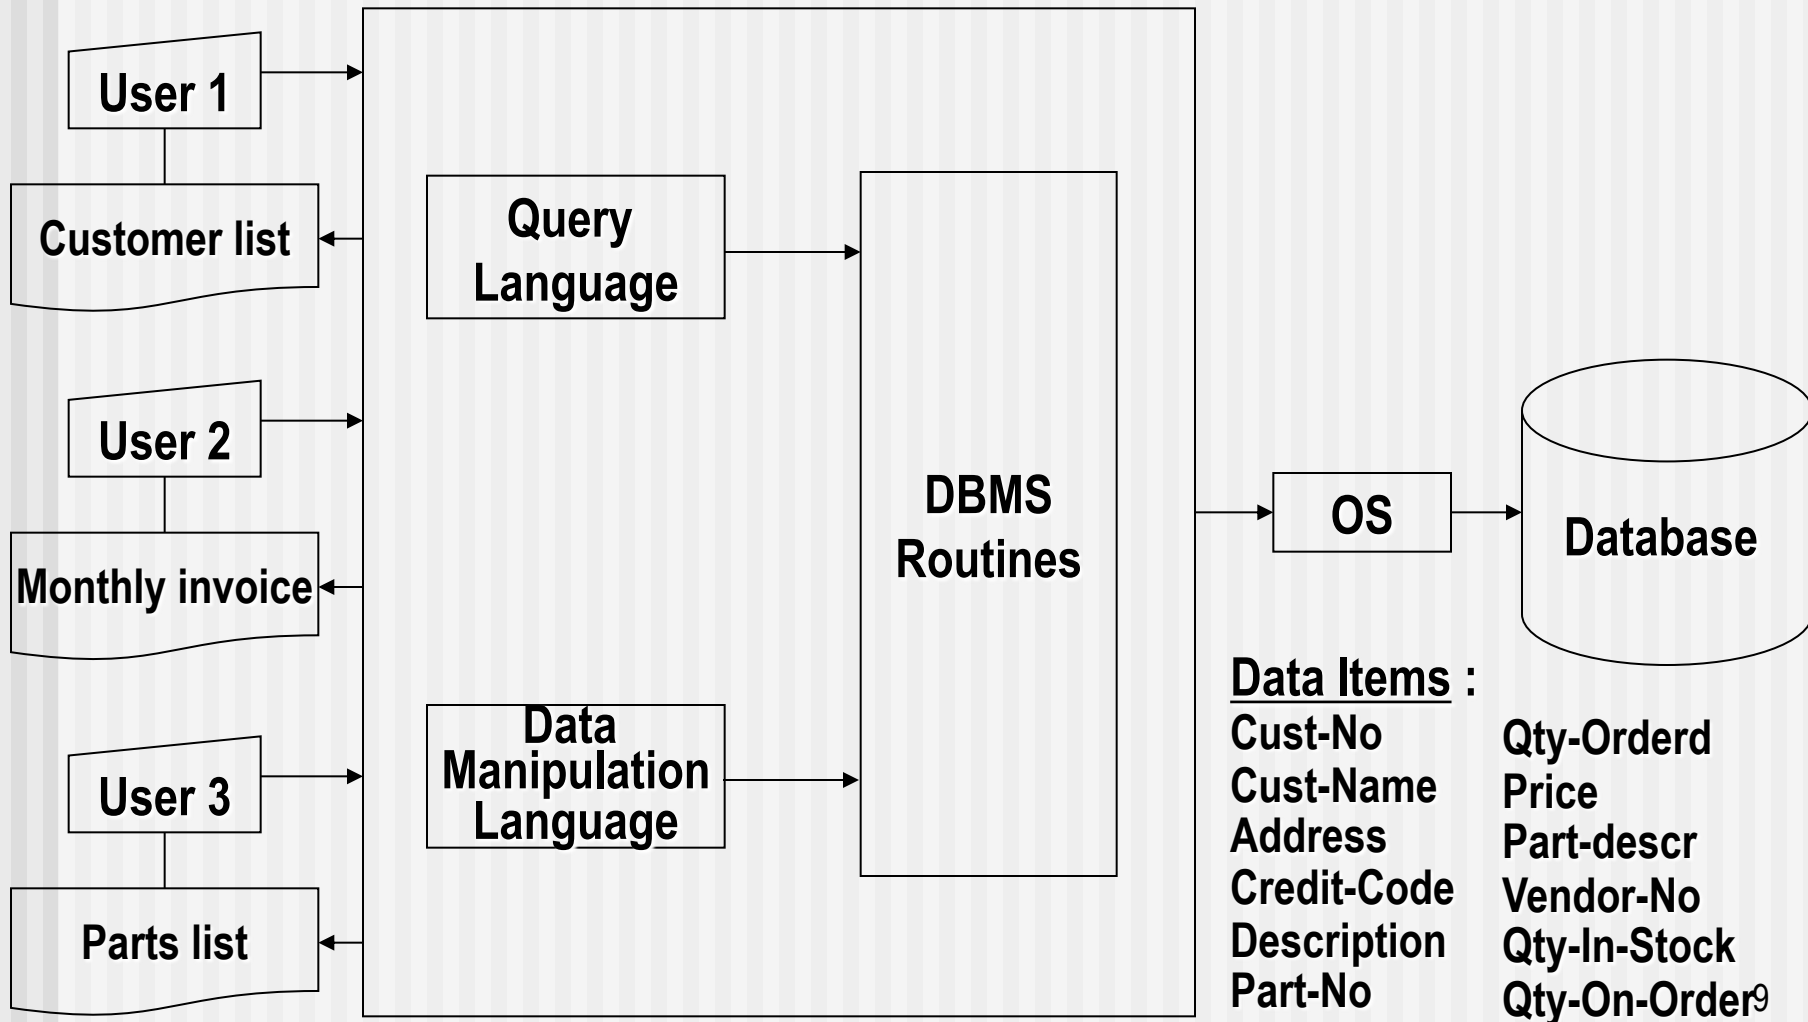 User 1
Customer list
User 2
Monthly invoice
User 3
Parts list
Query
Language
Data
Manipulation
Language
DBMS
Routines
OS
Database
Data Items :
Cust-No
Cust-Name
Address
Credit-Code
Description
Part-No
Qty-Orderd
Price
Part-descr
Vendor-No
Qty-In-Stock
Qty-On-Order
9